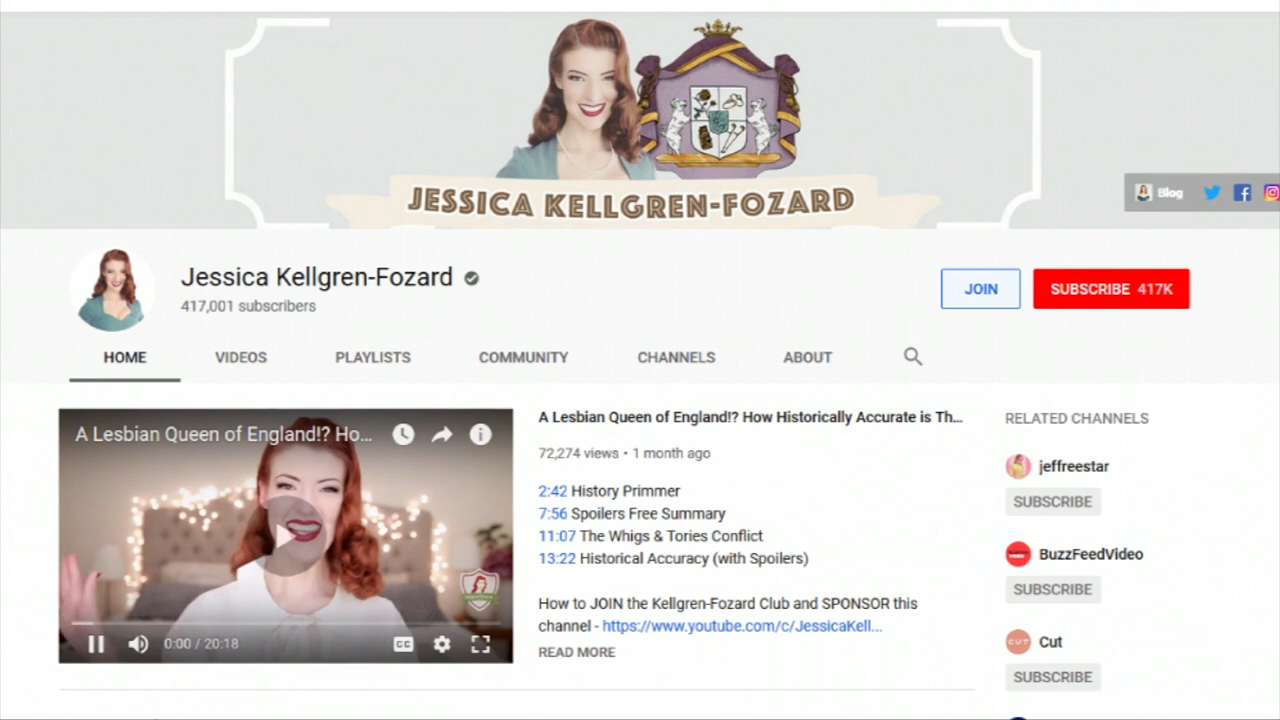 JESSICA KELLGREN-FOZARD
Blog
Jessica Kellgren-Fozard
417,001 subscribers
JOIN
SUBSCRIBE 417K
HOME VIDEOS PLAYLISTS COMMUNITY CHANNELS ABOUT
A Lesbian Queen of England!? Ho...
0:00 / 20:18
CC
A Lesbian Queen of England!? How Historically Accurate is Th...
72,274 views • 1 month ago
2:42 History Primmer
7:56 Spoilers Free Summary
11:07 The Whigs & Tories Conflict
13:22 Historical Accuracy (with Spoilers)
How to JOIN the Kellgren-Fozard Club and SPONSOR this
channel - https://www.youtube.com/c/JessicaKell...
READ MORE
RELATED CHANNELS
jeffreestar
SUBSCRIBE
BuzzFeedVideo
SUBSCRIBE
CUT
Cut
SUBSCRIBE